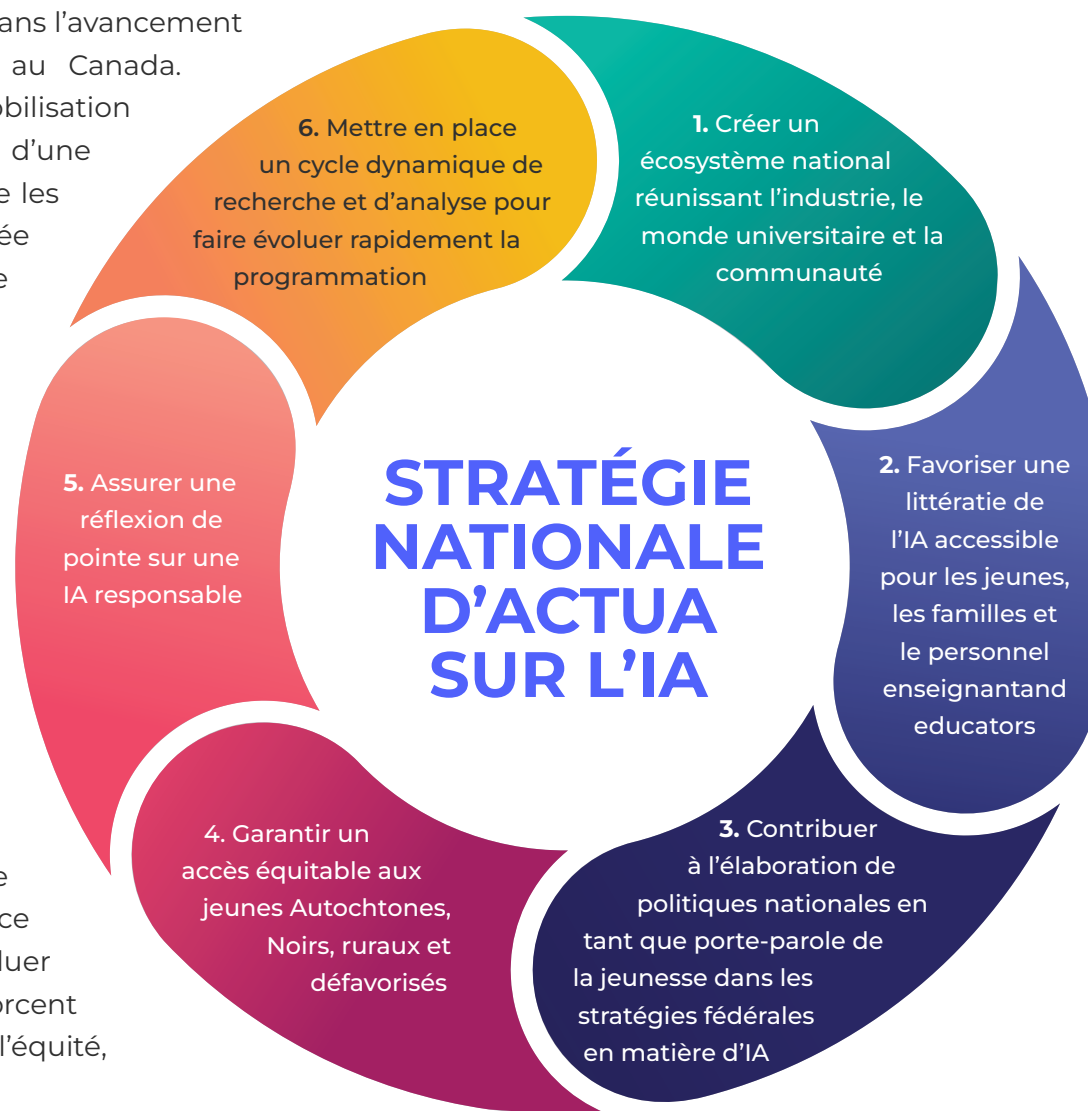 ans l'avancement
au Canada.
obilisation
d'une
e les
ée
e
e
ce
luer
orcent
l'équité,
STRATÉGIE
NATIONALE
D'ACTUA
SUR L'IA
1. Créer un
écosystème national
réunissant l'industrie, le
monde universitaire et la
communauté
2. Favoriser une
littératie de
l'IA accessible
pour les jeunes,
les familles et
le personnel
enseignantand
educators
3. Contribuer
à l'élaboration de
politiques nationales en
tant que porte-parole de
la jeunesse dans les
stratégies fédérales
en matière d'IA
4. Garantir un
accès équitable aux
jeunes Autochtones,
Noirs, ruraux et
défavorisés
5. Assurer une
réflexion de
pointe sur une
IA responsable
6. Mettre en place
un cycle dynamique de
recherche et d'analyse pour
faire évoluer rapidement la
programmation